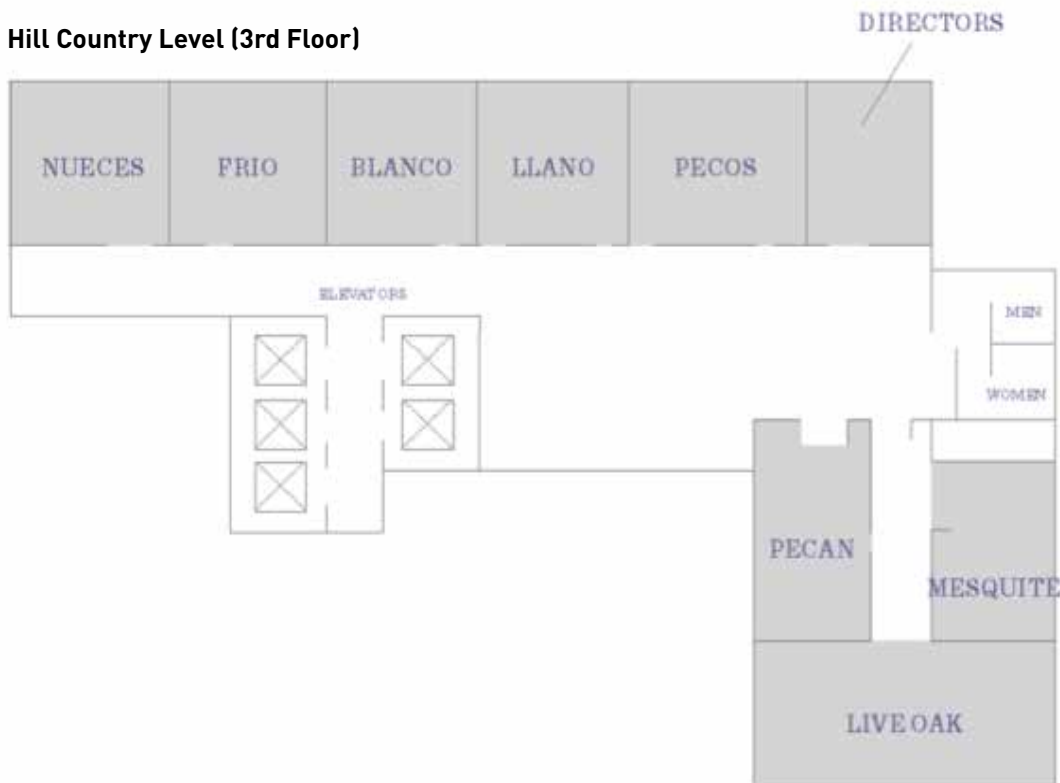 Hill Country Level (3rd Floor)
DIRECTORS
NUECES
FRIO
BLANCO
LLANO
PECOS
ELEVATORS
MEN
WOMEN
PECAN
MESQUITE
LIVE OAK